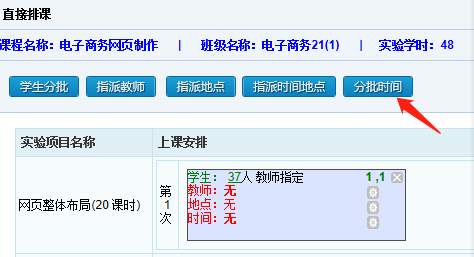 直接排课
课程名称：电子商务网页制作 | 班级名称：电子商务21(1) | 实验学时：48
学生分批 指派教师 指派地点 指派时间地点 分批时间
实验项目名称 上课安排
网页整体布局(20 课时) 第1次
学生： 37人 教师指定 1 ,1
教师：无
地点：无
时间：无